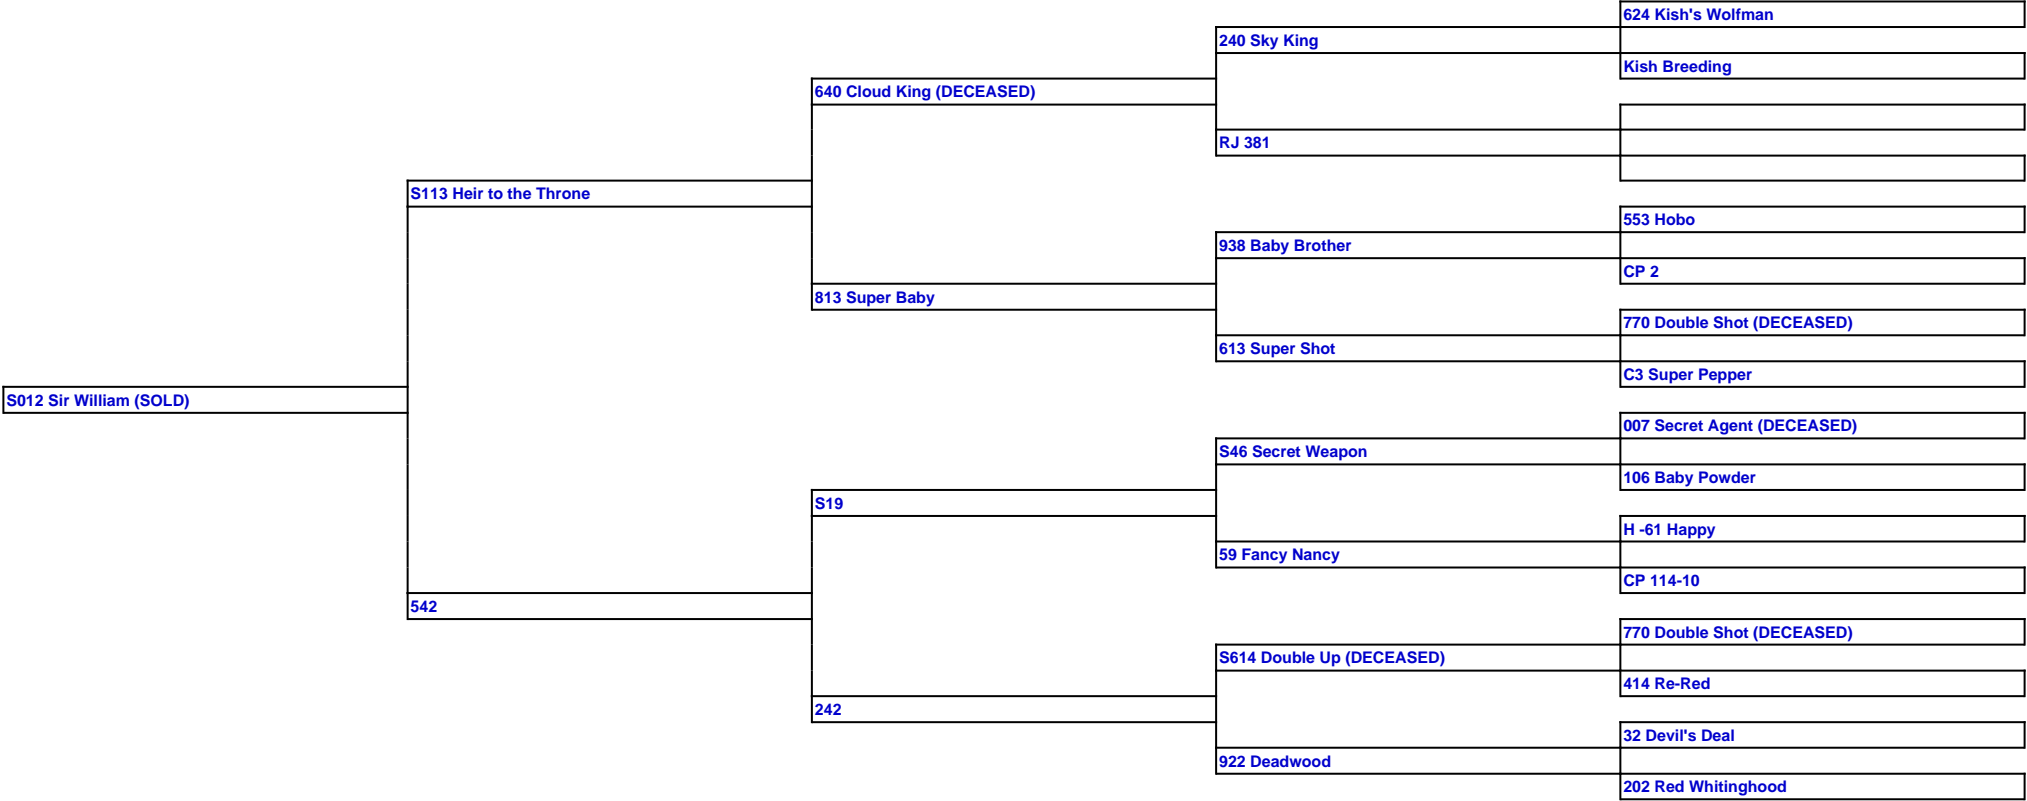 624 Kish's Wolfman
240 Sky King
Kish Breeding
640 Cloud King (DECEASED)
RJ 381
S113 Heir to the Throne
553 Hobo
938 Baby Brother
CP 2
813 Super Baby
770 Double Shot (DECEASED)
613 Super Shot
C3 Super Pepper
S012 Sir William (SOLD)
007 Secret Agent (DECEASED)
S46 Secret Weapon
106 Baby Powder
S19
H -61 Happy
59 Fancy Nancy
CP 114-10
542
770 Double Shot (DECEASED)
S614 Double Up (DECEASED)
414 Re-Red
242
32 Devil's Deal
922 Deadwood
202 Red Whitinghood